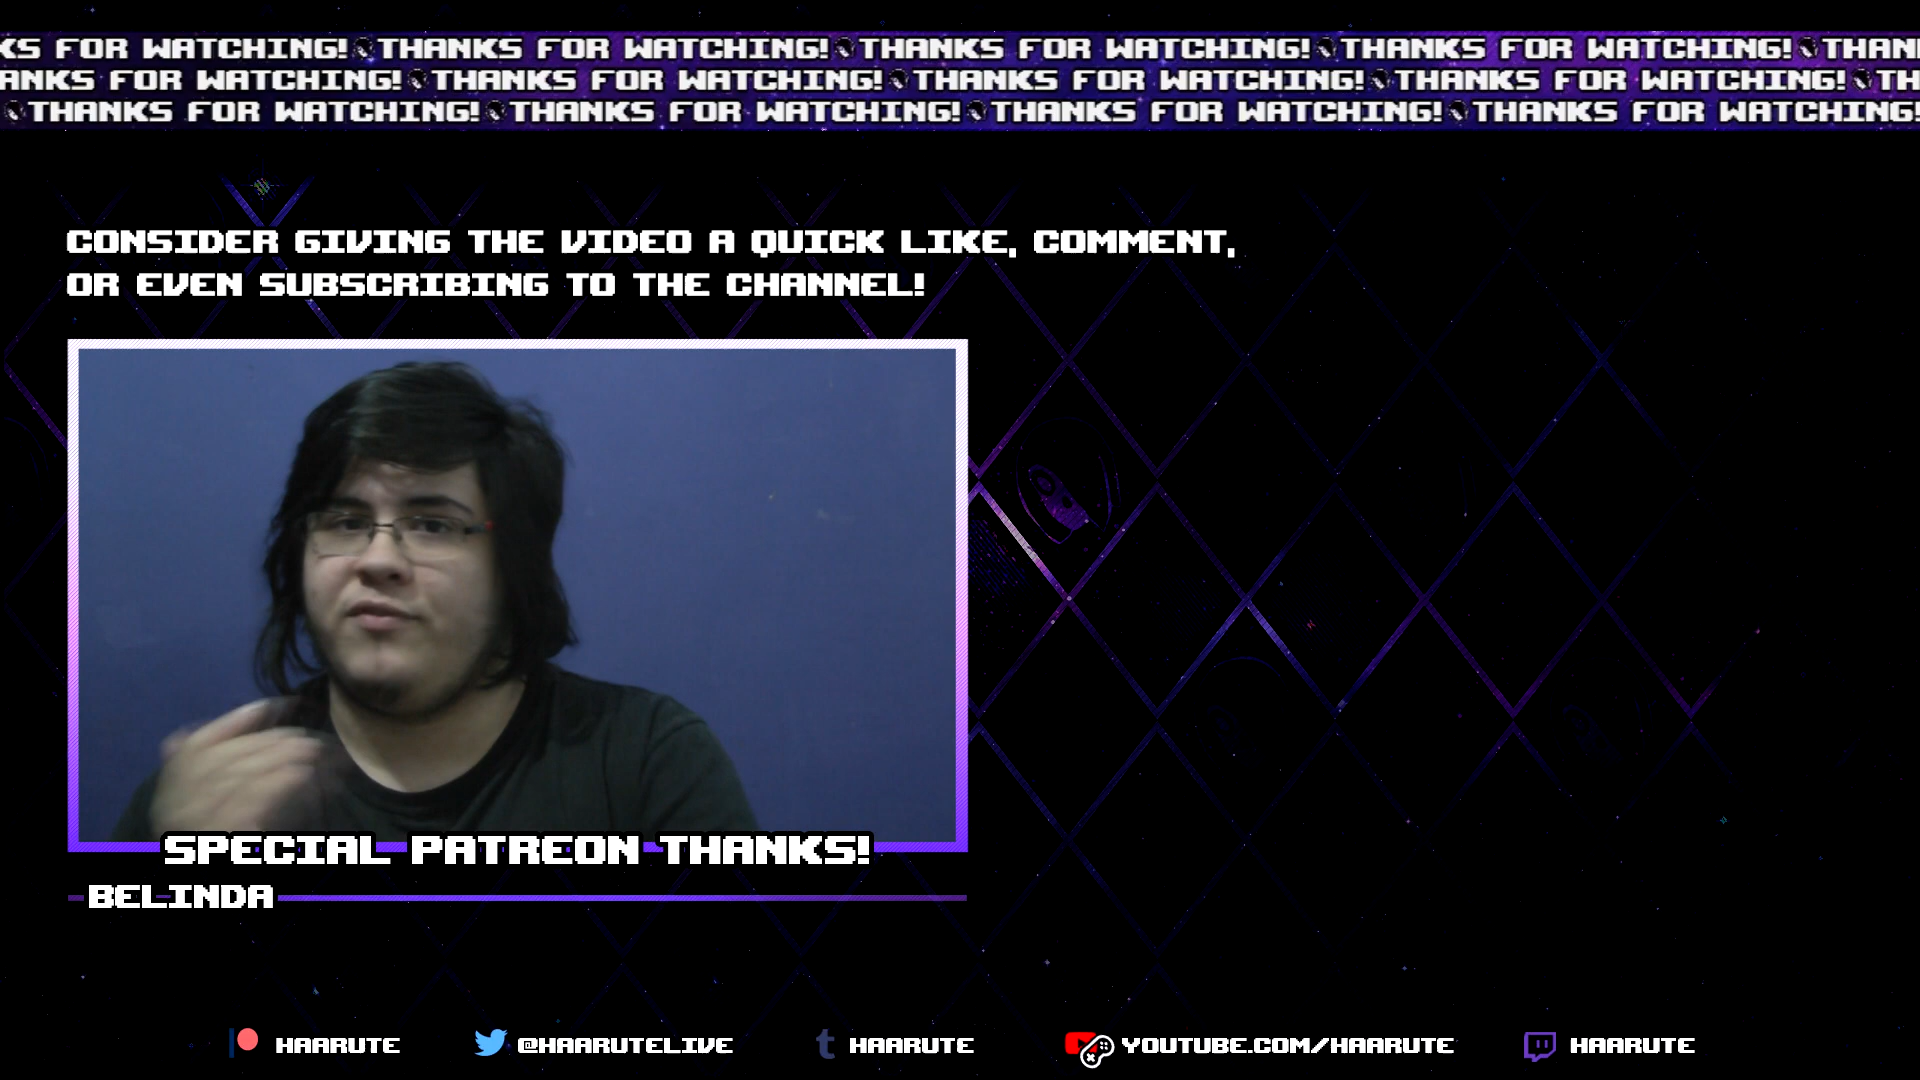 KS FOR WATCHING! THANKS FOR WATCHING! THANKS FOR WATCHING! THANKS FOR WATCHING! THAN
ANKS FOR WATCHING! THANKS FOR WATCHING! THANKS FOR WATCHING! THANKS FOR WATCHING! TH
THANKS FOR WATCHING! THANKS FOR WATCHING! THANKS FOR WATCHING! THANKS FOR WATCHING!
CONSIDER GIVING THE VIDEO A QUICK LIKE, COMMENT,
OR EVEN SUBSCRIBING TO THE CHANNEL!
SPECIAL PATREON THANKS!
BELINDA
HAARUTE @HAARUTELIVE HAARUTE YOUTUBE.COM/HAARUTE HAARUTE